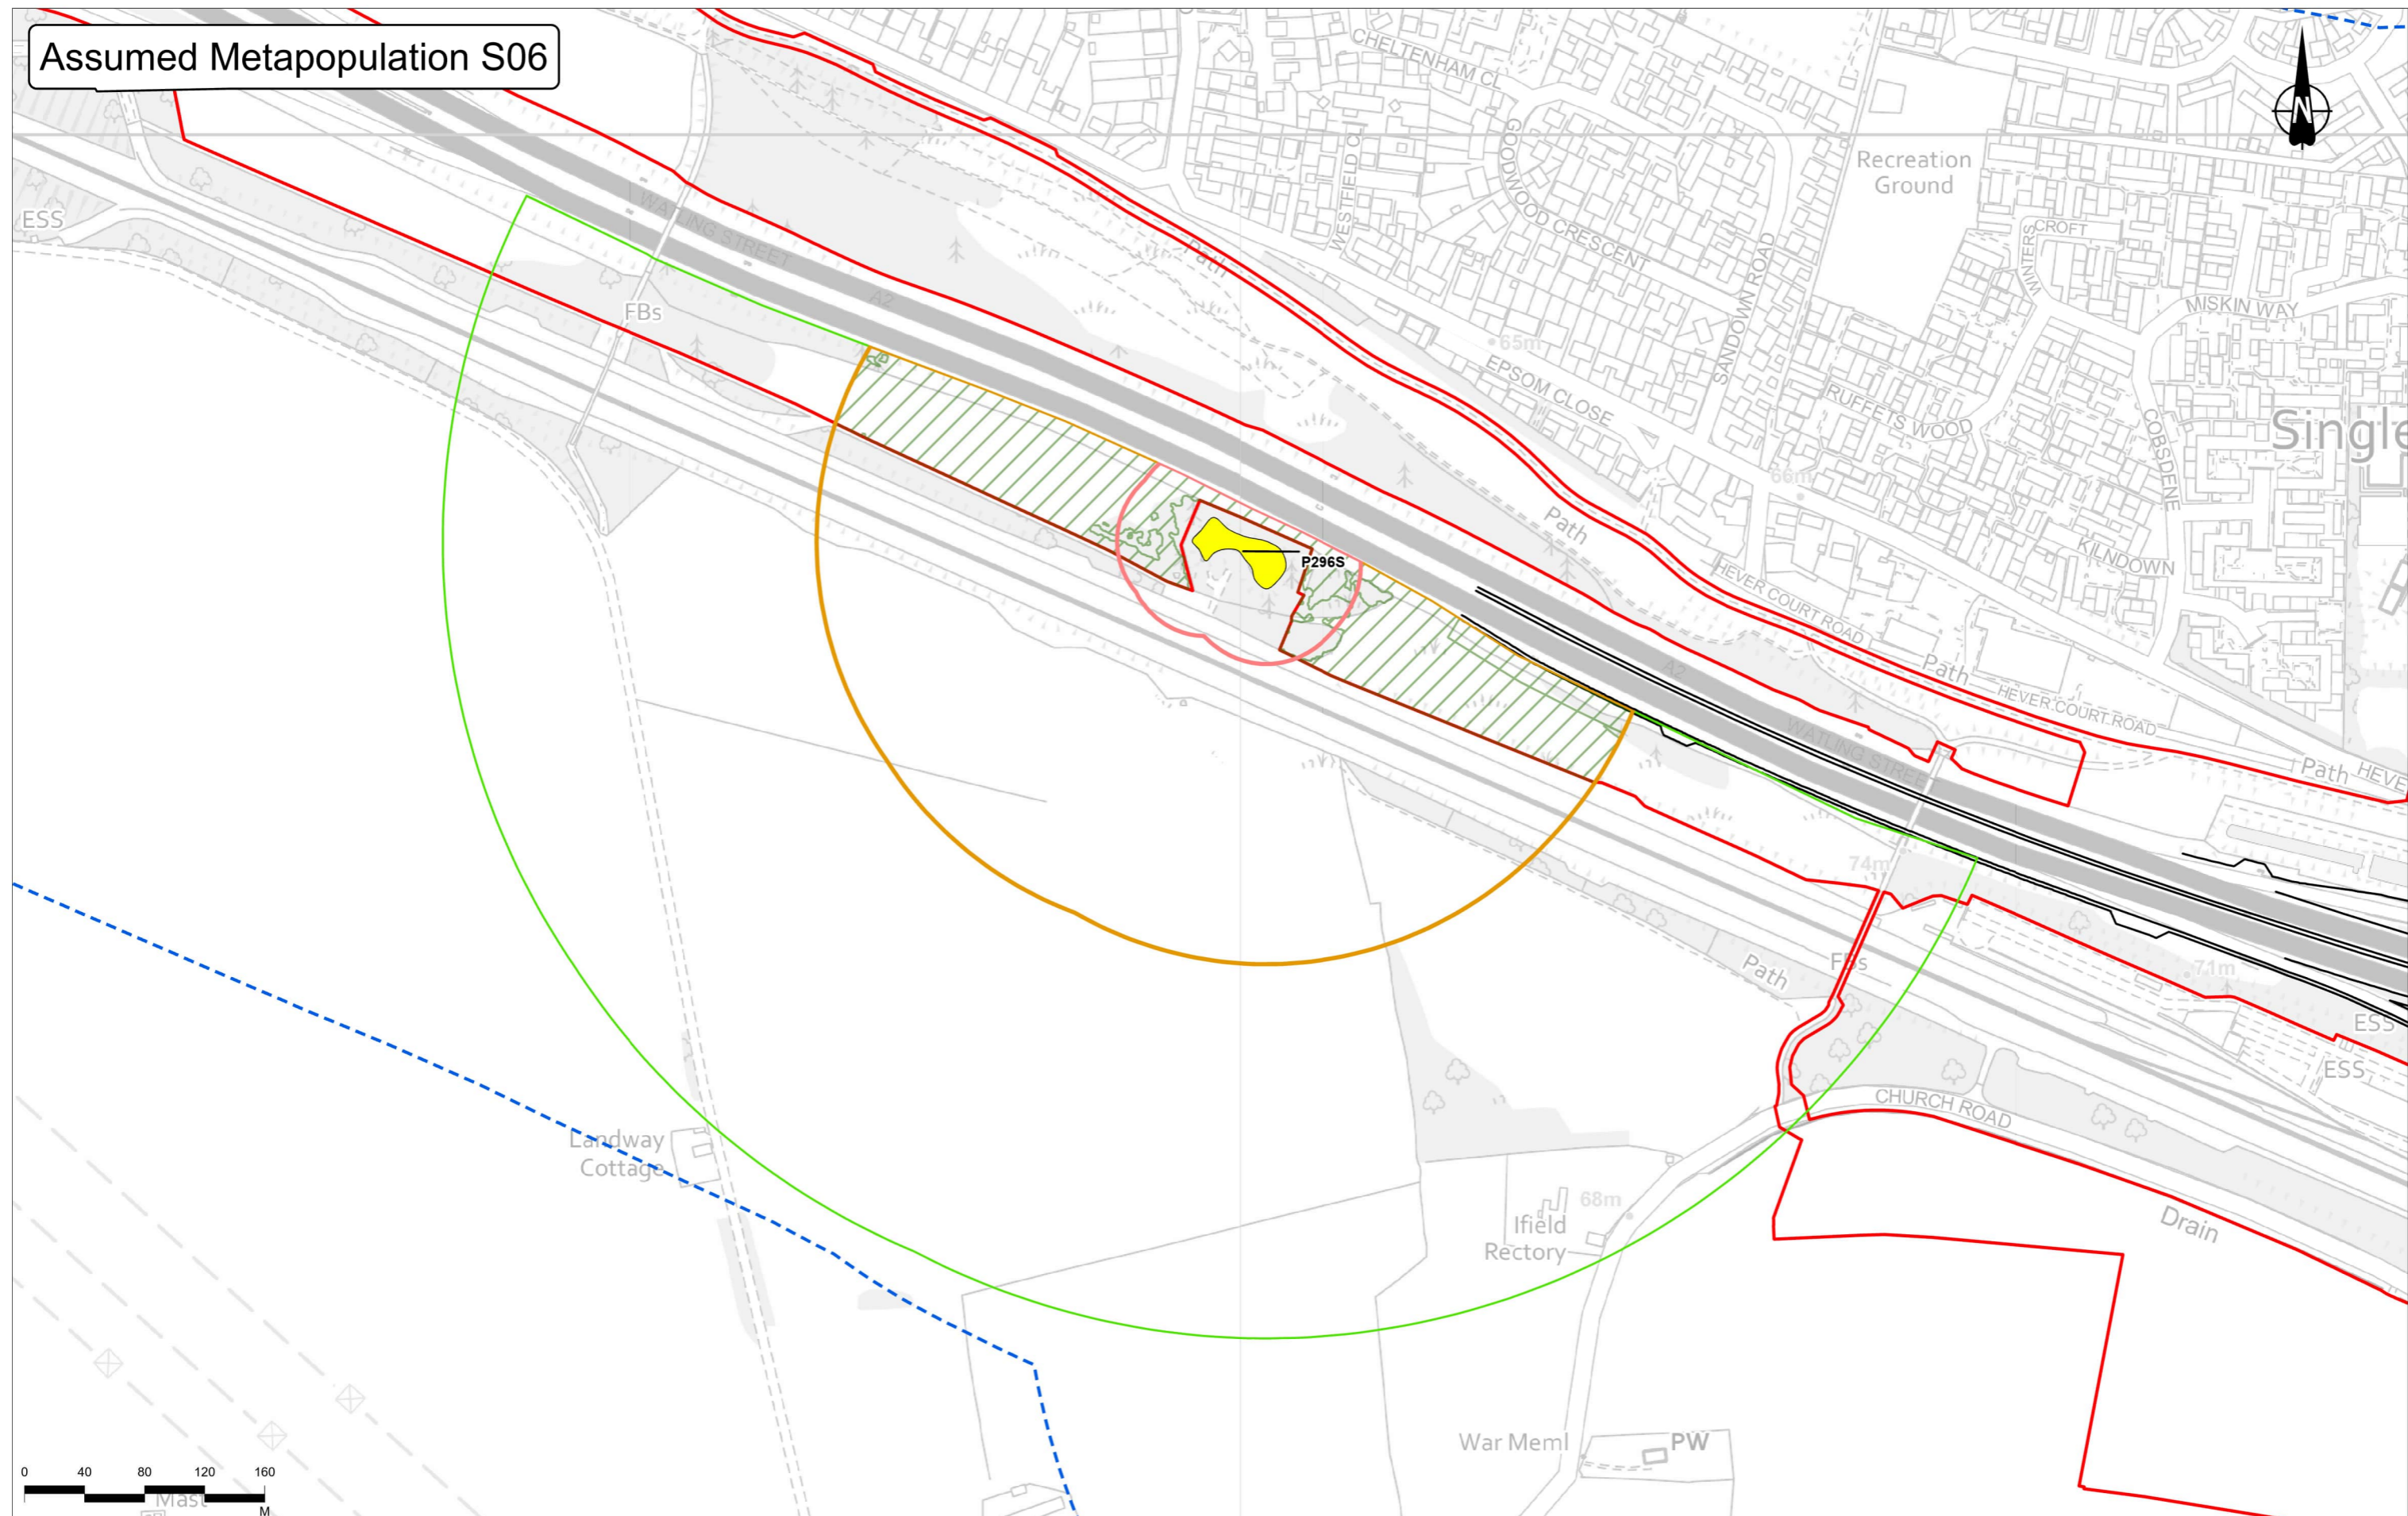 Assumed Metapopulation S06
N
CHELTENHAM CL
WESTFIELD CL
GOODWOOD CRESCENT
SANDOWN ROAD
Recreation
Ground
WINTERS
CROFT
MISKIN WAY
ESS
WATLING STREET
A2
FBs
Path
65m
EPSOM CLOSE
RUFFETS WOOD
COBSDENE
Single
66m
KILNDOWN
Path
P296S
HEVER COURT ROAD
Path
HEVER COURT ROAD
A2
WATLING STREET
Path
HEVE
74m
Path
FBs
71m
ESS
ESS
CHURCH ROAD
Landway
Cottage
68m
Ifield
Rectory
Drain
War Meml
PW
0 40 80 120 160
M
Mast